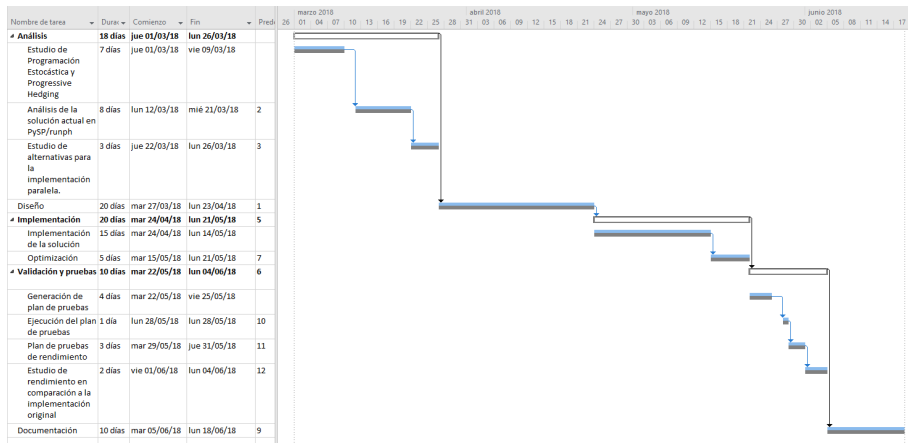 marzo 2018 abril 2018 mayo 2018 junio 2018
Nombre de tarea Durac Comienzo Fin Pred 26 01 04 07 10 13 16 19 22 25 28 31 03 06 09 12 15 18 21 24 27 30 03 06 09 12 15 18 21 24 27 30 02 05 08 11 14 17
Análisis 18 días jue 01/03/18 lun 26/03/18
Estudio de 7 días jue 01/03/18 vie 09/03/18
Programación
Estocástica y
Progressive
Hedging
Análisis de la 8 días lun 12/03/18 mié 21/03/18 2
solución actual en
PySP/runph
Estudio de 3 días jue 22/03/18 lun 26/03/18 3
alternativas para
la
implementación
paralela.
Diseño 20 días mar 27/03/18 lun 23/04/18 1
Implementación 20 días mar 24/04/18 lun 21/05/18 5
Implementación 15 días mar 24/04/18 lun 14/05/18
de la solución
Optimización 5 días mar 15/05/18 lun 21/05/18 7
Validación y pruebas 10 días mar 22/05/18 lun 04/06/18 6
Generación de 4 días mar 22/05/18 vie 25/05/18
plan de pruebas
Ejecución del plan 1 día lun 28/05/18 lun 28/05/18 10
de pruebas
Plan de pruebas 3 días mar 29/05/18 jue 31/05/18 11
de rendimiento
Estudio de 2 días vie 01/06/18 lun 04/06/18 12
rendimiento en
comparación a la
implementación
original
Documentación 10 días mar 05/06/18 lun 18/06/18 9